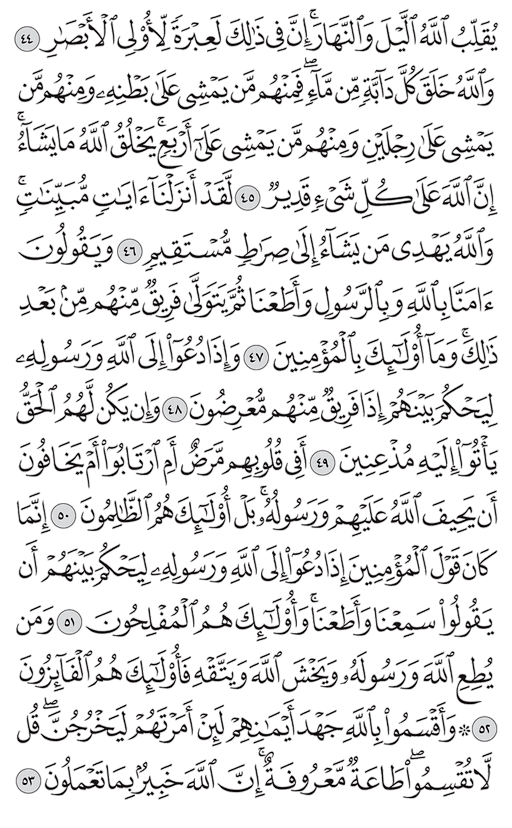 يُقَلِّبُ ٱللَّهُ ٱلَّيۡلَ وَٱلنَّهَارَۚ إِنَّ فِي ذَٰلِكَ لَعِبۡرَةٗ لِّأُوْلِي ٱلۡأَبۡصَٰرِ ٤٤
وَٱللَّهُ خَلَقَ كُلَّ دَآبَّةٖ مِّن مَّآءٖۖ فَمِنۡهُم مَّن يَمۡشِي عَلَىٰ بَطۡنِهِۦ وَمِنۡهُم مَّن
يَمۡشِي عَلَىٰ رِجۡلَيۡنِ وَمِنۡهُم مَّن يَمۡشِي عَلَىٰٓ أَرۡبَعٖۚ يَخۡلُقُ ٱللَّهُ مَا يَشَآءُۚ
إِنَّ ٱللَّهَ عَلَىٰ كُلِّ شَيۡءٖ قَدِيرٞ ٤٥ لَّقَدۡ أَنزَلۡنَآ ءَايَٰتٖ مُّبَيِّنَٰتٖۚ
وَٱللَّهُ يَهۡدِي مَن يَشَآءُ إِلَىٰ صِرَٰطٖ مُّسۡتَقِيمٖ ٤٦ وَيَقُولُونَ
ءَامَنَّا بِٱللَّهِ وَبِٱلرَّسُولِ وَأَطَعۡنَا ثُمَّ يَتَوَلَّىٰ فَرِيقٞ مِّنۡهُم مِّنۢ بَعۡدِ
ذَٰلِكَۚ وَمَآ أُوْلَٰٓئِكَ بِٱلۡمُؤۡمِنِينَ ٤٧ وَإِذَا دُعُوٓاْ إِلَى ٱللَّهِ وَرَسُولِهِۦ
لِيَحۡكُمَ بَيۡنَهُمۡ إِذَا فَرِيقٞ مِّنۡهُم مُّعۡرِضُونَ ٤٨ وَإِن يَكُن لَّهُمُ ٱلۡحَقُّ
يَأۡتُوٓاْ إِلَيۡهِ مُذۡعِنِينَ ٤٩ أَفِي قُلُوبِهِم مَّرَضٌ أَمِ ٱرۡتَابُوٓاْ أَمۡ يَخَافُونَ
أَن يَحِيفَ ٱللَّهُ عَلَيۡهِمۡ وَرَسُولُهُۥۚ بَلۡ أُوْلَٰٓئِكَ هُمُ ٱلظَّٰلِمُونَ ٥٠ إِنَّمَا
كَانَ قَوۡلَ ٱلۡمُؤۡمِنِينَ إِذَا دُعُوٓاْ إِلَى ٱللَّهِ وَرَسُولِهِۦ لِيَحۡكُمَ بَيۡنَهُمۡ أَن
يَقُولُواْ سَمِعۡنَا وَأَطَعۡنَاۚ وَأُوْلَٰٓئِكَ هُمُ ٱلۡمُفۡلِحُونَ ٥١ وَمَن
يُطِعِ ٱللَّهَ وَرَسُولَهُۥ وَيَخۡشَ ٱللَّهَ وَيَتَّقۡهِ فَأُوْلَٰٓئِكَ هُمُ ٱلۡفَآئِزُونَ
٥٢ ۞ وَأَقۡسَمُواْ بِٱللَّهِ جَهۡدَ أَيۡمَٰنِهِمۡ لَئِنۡ أَمَرۡتَهُمۡ لَيَخۡرُجُنَّۖ قُل
لَّا تُقۡسِمُواْۖ طَاعَةٞ مَّعۡرُوفَةٌۚ إِنَّ ٱللَّهَ خَبِيرُۢ بِمَا تَعۡمَلُونَ ٥٣